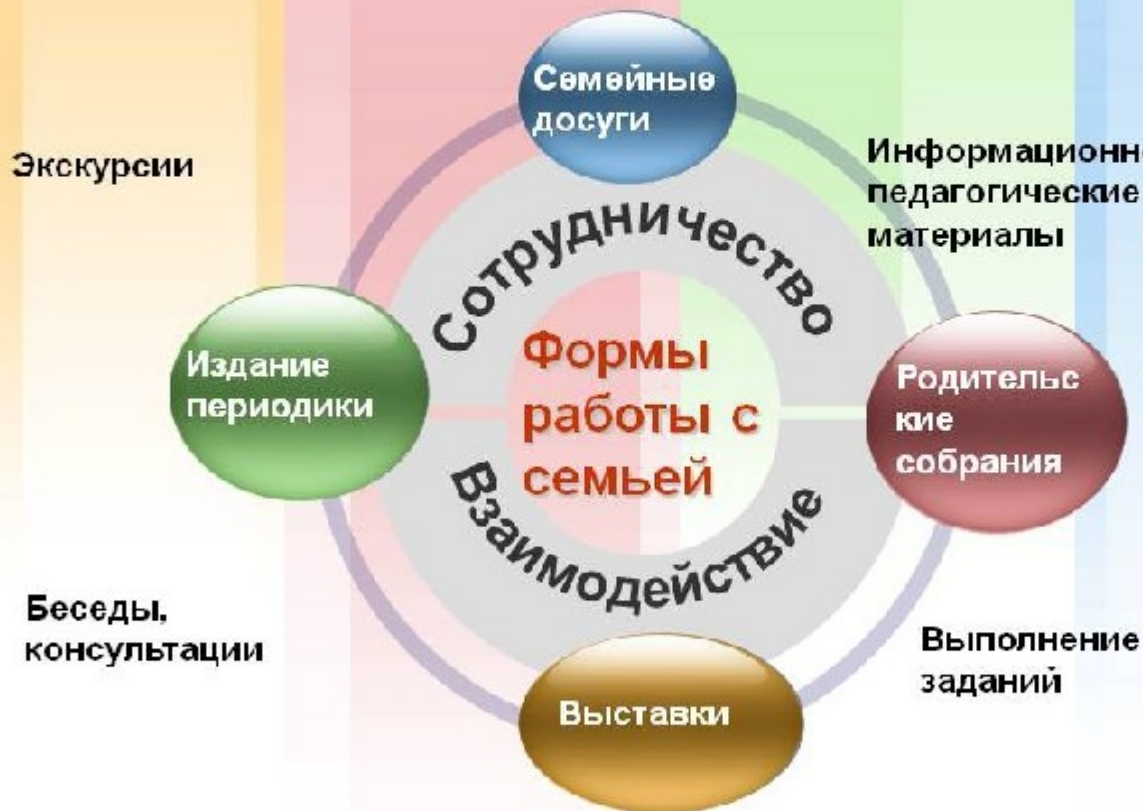 Семейные
досуги
Экскурсии
Информационно
педагогические
материалы
Сотрудничество
Издание
периодики
Формы
работы с
семьей
Родительс
кие
собрания
Взаимодействие
Беседы,
консультации
Выполнение
заданий
Выставки